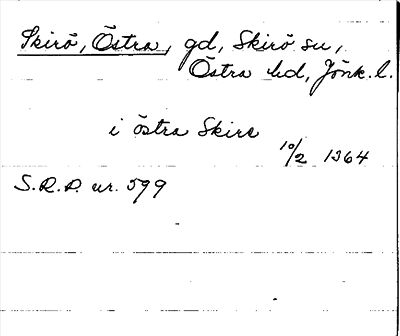 Skirö, Östra, gd, Skirö sn,
Östra hd, Jönk. l.
i östra Skire
10/2 1364
S.R.P. nr. 599